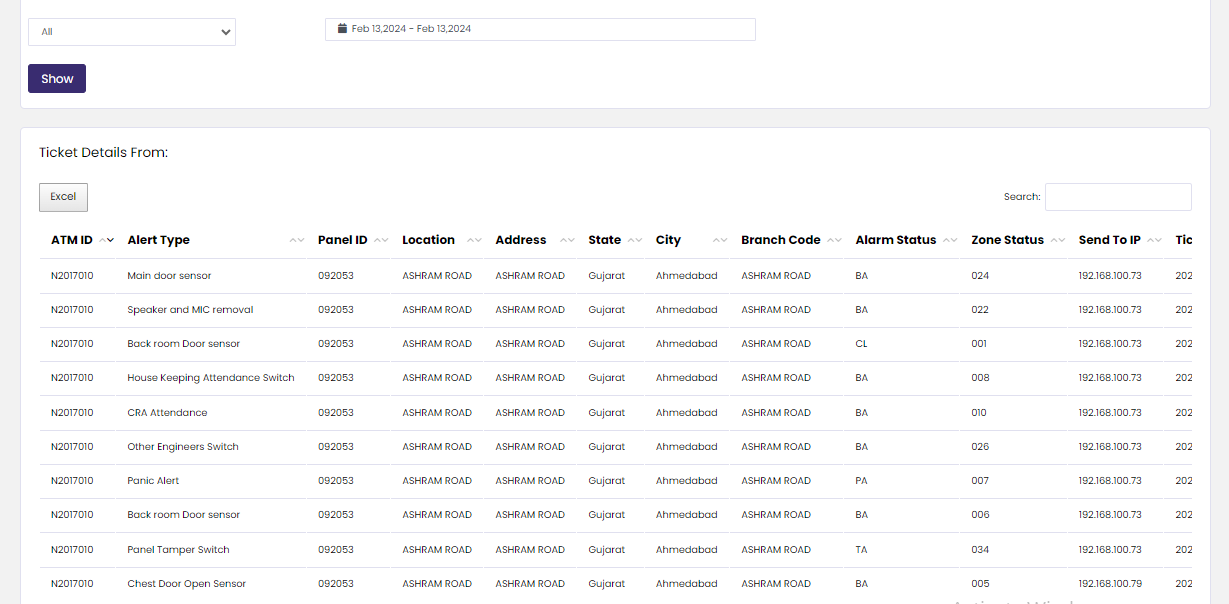 All
Feb 13,2024 - Feb 13,2024
Show
Ticket Details From:
Excel
Search:
ATM ID Alert Type Panel ID Location Address State City Branch Code Alarm Status Zone Status Send To IP Tic
N2017010 Main door sensor 092053 ASHRAM ROAD ASHRAM ROAD Gujarat Ahmedabad ASHRAM ROAD BA 024 192.168.100.73 202
N2017010 Speaker and MIC removal 092053 ASHRAM ROAD ASHRAM ROAD Gujarat Ahmedabad ASHRAM ROAD BA 022 192.168.100.73 202
N2017010 Back room Door sensor 092053 ASHRAM ROAD ASHRAM ROAD Gujarat Ahmedabad ASHRAM ROAD CL 001 192.168.100.73 202
N2017010 House Keeping Attendance Switch 092053 ASHRAM ROAD ASHRAM ROAD Gujarat Ahmedabad ASHRAM ROAD BA 008 192.168.100.73 202
N2017010 CRA Attendance 092053 ASHRAM ROAD ASHRAM ROAD Gujarat Ahmedabad ASHRAM ROAD BA 010 192.168.100.73 202
N2017010 Other Engineers Switch 092053 ASHRAM ROAD ASHRAM ROAD Gujarat Ahmedabad ASHRAM ROAD BA 026 192.168.100.73 202
N2017010 Panic Alert 092053 ASHRAM ROAD ASHRAM ROAD Gujarat Ahmedabad ASHRAM ROAD PA 007 192.168.100.73 202
N2017010 Back room Door sensor 092053 ASHRAM ROAD ASHRAM ROAD Gujarat Ahmedabad ASHRAM ROAD BA 006 192.168.100.73 202
N2017010 Panel Tamper Switch 092053 ASHRAM ROAD ASHRAM ROAD Gujarat Ahmedabad ASHRAM ROAD TA 034 192.168.100.73 202
N2017010 Chest Door Open Sensor 092053 ASHRAM ROAD ASHRAM ROAD Gujarat Ahmedabad ASHRAM ROAD BA 005 192.168.100.79 202